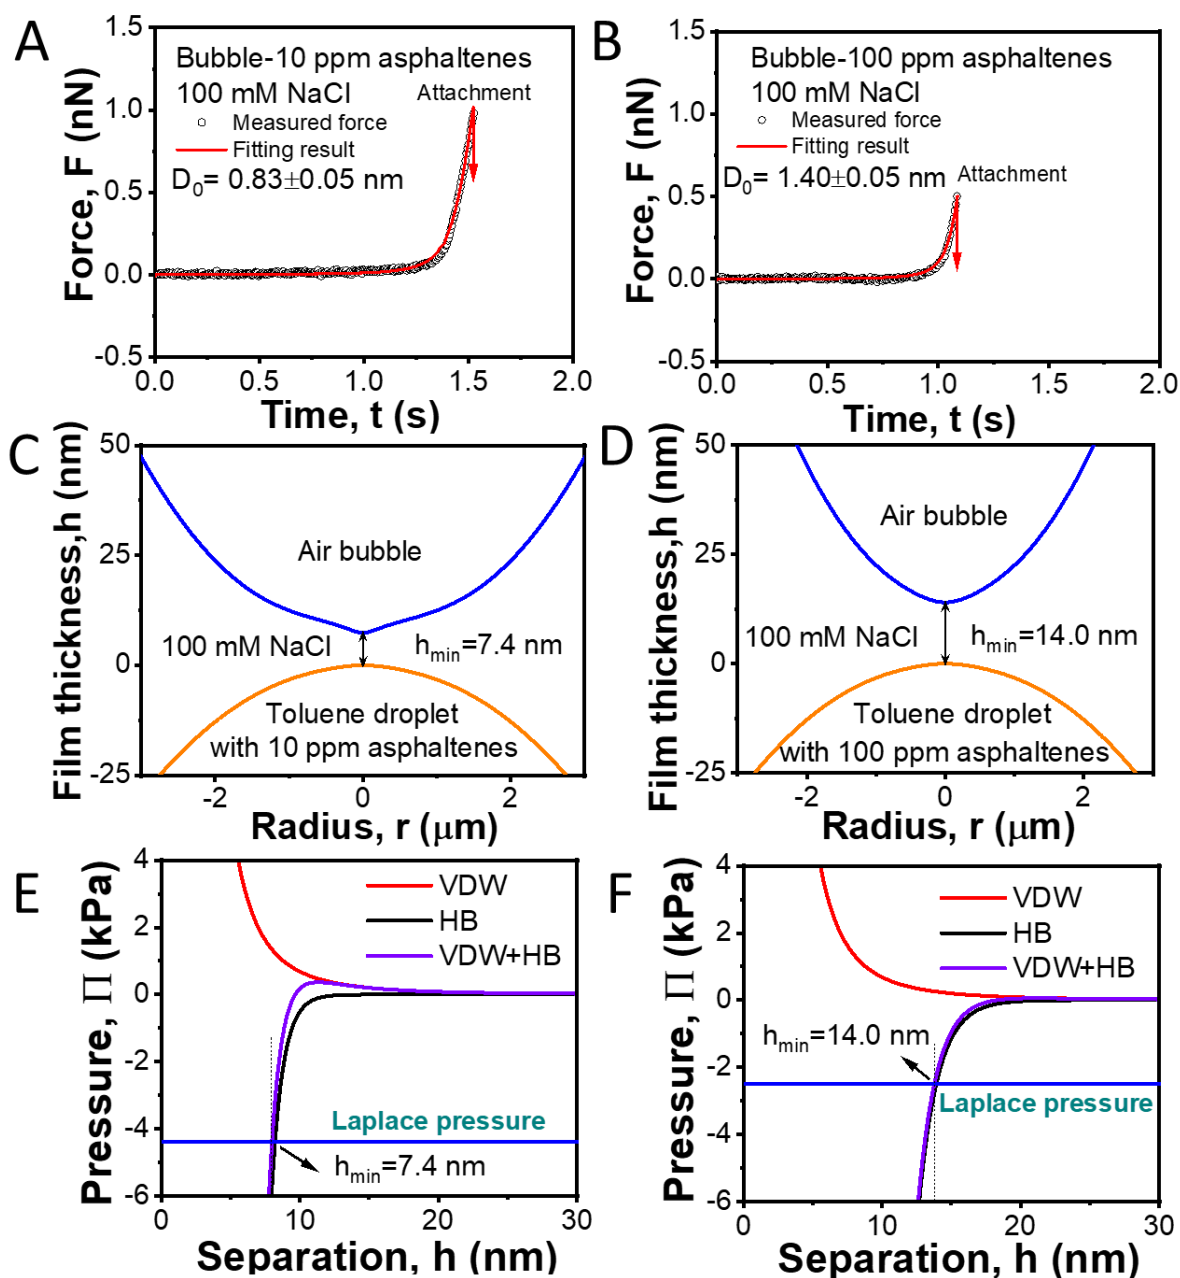 A
1.5
1.0
0.5
0.0
-0.5
Force, F (nN)
Bubble-10 ppm asphaltenes
100 mM NaCl
Attachment
Measured force
Fitting result
D₀= 0.83±0.05 nm
0.0 0.5 1.0 1.5 2.0
Time, t (s)
B
1.5
1.0
0.5
0.0
-0.5
Force, F (nN)
Bubble-100 ppm asphaltenes
100 mM NaCl
Measured force
Fitting result
D₀= 1.40±0.05 nm
Attachment
0.0 0.5 1.0 1.5 2.0
Time, t (s)
C
50
25
0
-25
Film thickness,h (nm)
Air bubble
100 mM NaCl
hmin=7.4 nm
Toluene droplet
with 10 ppm asphaltenes
-2 0 2
Radius, r (μm)
D
50
25
0
-25
Film thickness,h (nm)
Air bubble
100 mM NaCl
hmin=14.0 nm
Toluene droplet
with 100 ppm asphaltenes
-2 0 2
Radius, r (μm)
E
4
2
0
-2
-4
-6
Pressure, Π (kPa)
VDW
HB
VDW+HB
Laplace pressure
hmin=7.4 nm
0 10 20 30
Separation, h (nm)
F
4
2
0
-2
-4
-6
Pressure, Π (kPa)
VDW
HB
VDW+HB
hmin=14.0 nm
Laplace pressure
0 10 20 30
Separation, h (nm)